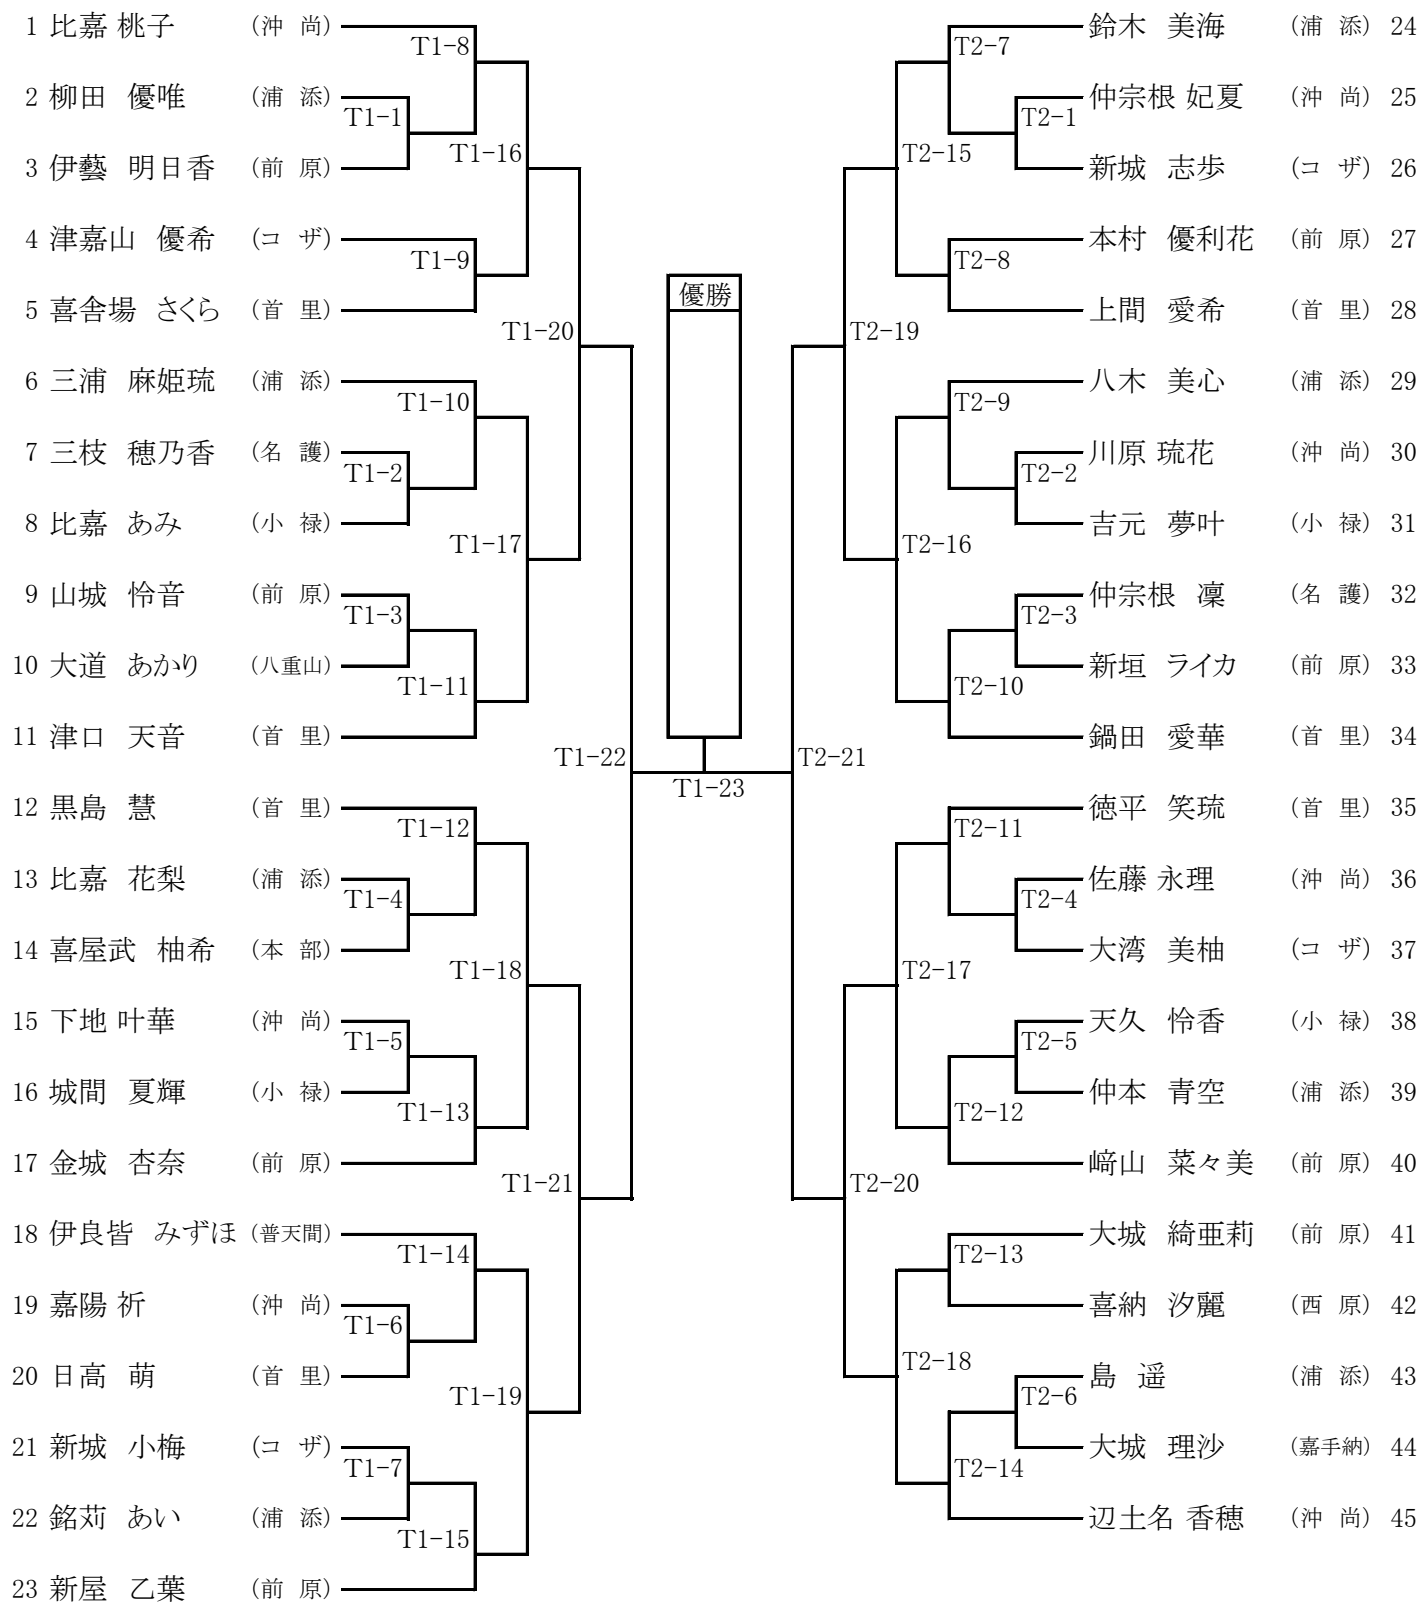 1 比嘉 桃子 (沖 尚)
T1-8
2 柳田 優唯 (浦 添)
T1-1
3 伊藝 明日香 (前 原)
T1-16
4 津嘉山 優希 (コ ザ)
T1-9
5 喜舎場 さくら (首 里)
T1-20
6 三浦 麻姫琉 (浦 添)
T1-10
7 三枝 穂乃香 (名 護)
T1-2
8 比嘉 あみ (小 禄)
T1-17
9 山城 怜音 (前 原)
T1-3
10 大道 あかり (八重山)
T1-11
11 津口 天音 (首 里)
T1-22
12 黒島 慧 (首 里)
T1-12
13 比嘉 花梨 (浦 添)
T1-4
14 喜屋武 柚希 (本 部)
T1-18
15 下地 叶華 (沖 尚)
T1-5
16 城間 夏輝 (小 禄)
T1-13
17 金城 杏奈 (前 原)
T1-21
18 伊良皆 みずほ (普天間)
T1-14
19 嘉陽 祈 (沖 尚)
T1-6
20 日高 萌 (首 里)
T1-19
21 新城 小梅 (コ ザ)
T1-7
22 銘苅 あい (浦 添)
T1-15
23 新屋 乙葉 (前 原)
優勝
T1-23
鈴木 美海 (浦 添) 24
T2-7
仲宗根 妃夏 (沖 尚) 25
T2-1
新城 志歩 (コ ザ) 26
T2-15
本村 優利花 (前 原) 27
T2-8
上間 愛希 (首 里) 28
T2-19
八木 美心 (浦 添) 29
T2-9
川原 琉花 (沖 尚) 30
T2-2
吉元 夢叶 (小 禄) 31
T2-16
仲宗根 凜 (名 護) 32
T2-3
新垣 ライカ (前 原) 33
T2-10
鍋田 愛華 (首 里) 34
T2-21
徳平 笑琉 (首 里) 35
T2-11
佐藤 永理 (沖 尚) 36
T2-4
大湾 美柚 (コ ザ) 37
T2-17
天久 怜香 (小 禄) 38
T2-5
仲本 青空 (浦 添) 39
T2-12
﨑山 菜々美 (前 原) 40
T2-20
大城 綺亜莉 (前 原) 41
T2-13
喜納 汐麗 (西 原) 42
T2-18
島 遥 (浦 添) 43
T2-6
大城 理沙 (嘉手納) 44
T2-14
辺土名 香穂 (沖 尚) 45